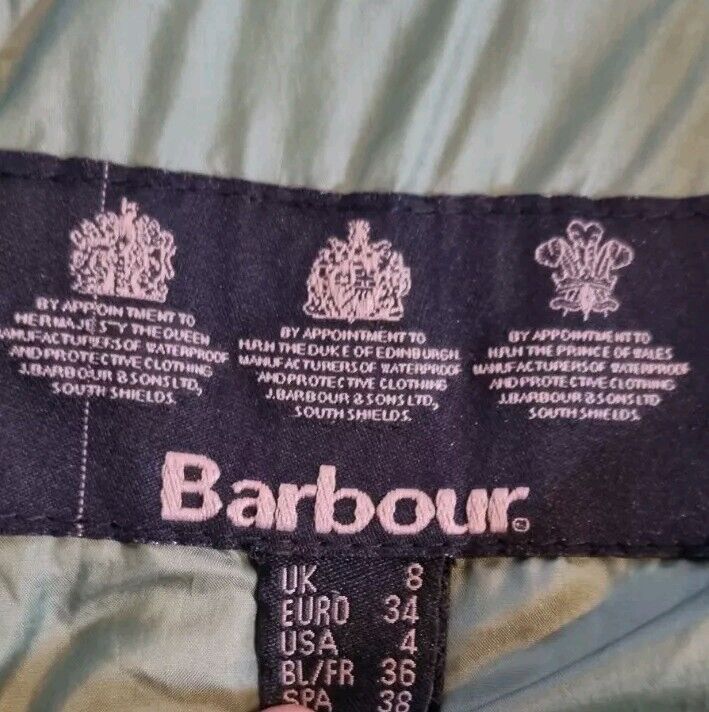 BY APPOINTMENT TO
HER MAJESTY THE QUEEN
MANUFACTURERS OF WATERPROOF
AND PROTECTIVE CLOTHING
J.BARBOUR & SONS LTD,
SOUTH SHIELDS.
BY APPOINTMENT TO
H.R.H THE DUKE OF EDINBURGH
MANUFACTURERS OF WATERPROOF
AND PROTECTIVE CLOTHING
J.BARBOUR & SONS LTD,
SOUTH SHIELDS.
BY APPOINTMENT TO
H.R.H THE PRINCE OF WALES
MANUFACTURERS OF WATERPROOF
AND PROTECTIVE CLOTHING
J.BARBOUR & SONS LTD,
SOUTH SHIELDS.
Barbour®
UK 8
EURO 34
USA 4
BL/FR 36
SPA 38